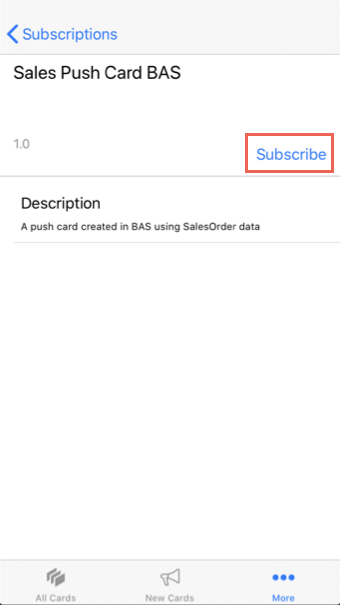 Subscriptions
Sales Push Card BAS
1.0
Subscribe
Description
A push card created in BAS using SalesOrder data
All Cards
New Cards
More